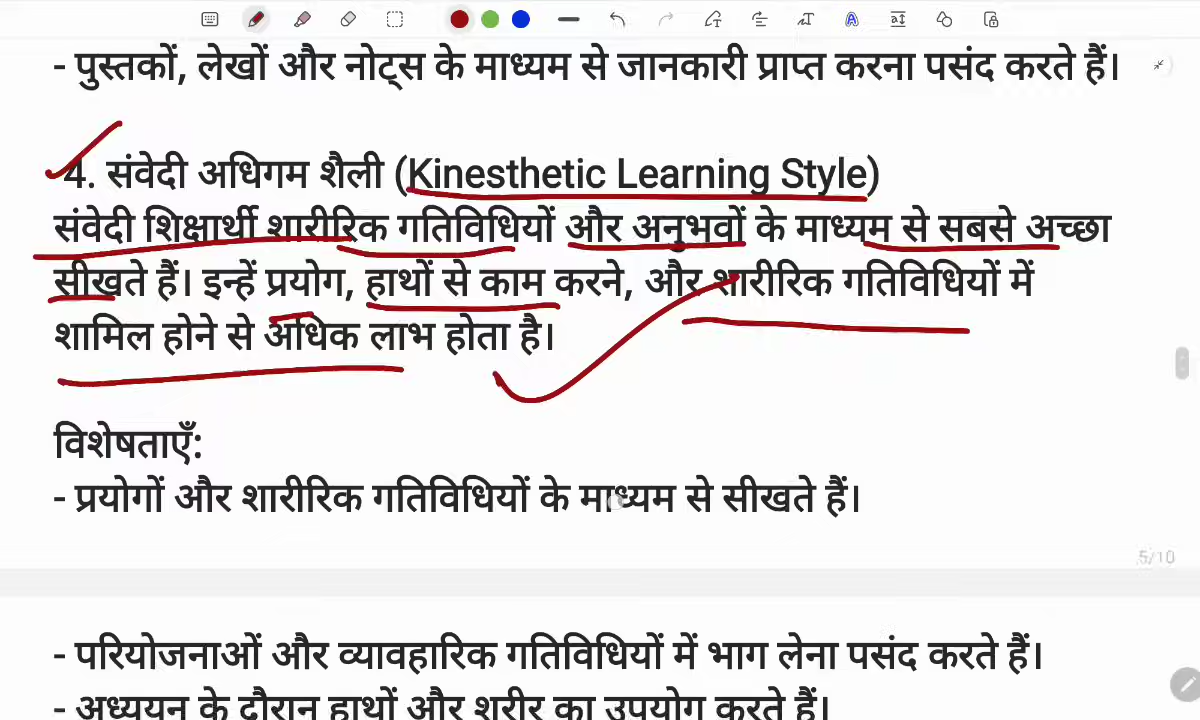 - पुस्तकों, लेखों और नोट्स के माध्यम से जानकारी प्राप्त करना पसंद करते हैं।
4. संवेदी अधिगम शैली (Kinesthetic Learning Style)
संवेदी शिक्षार्थी शारीरिक गतिविधियों और अनुभवों के माध्यम से सबसे अच्छा
सीखते हैं। इन्हें प्रयोग, हाथों से काम करने, और शारीरिक गतिविधियों में
शामिल होने से अधिक लाभ होता है।
विशेषताएँ:
- प्रयोगों और शारीरिक गतिविधियों के माध्यम से सीखते हैं।
5/10
- परियोजनाओं और व्यावहारिक गतिविधियों में भाग लेना पसंद करते हैं।
- अध्ययन के दौरान हाथों और शरीर का उपयोग करते हैं।